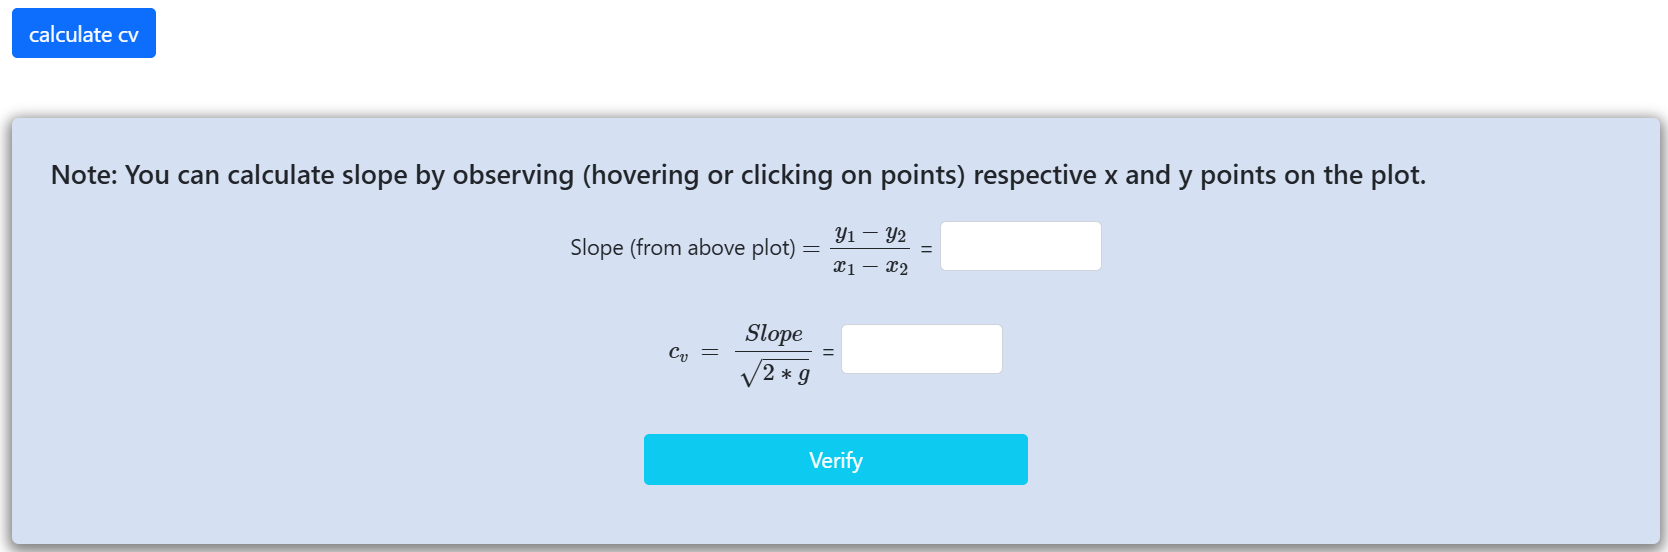 calculate cv
Note: You can calculate slope by observing (hovering or clicking on points) respective x and y points on the plot.
Slope (from above plot) = \frac{y_1 - y_2}{x_1 - x_2} =
c_v = \frac{Slope}{\sqrt{2 * g}} =
Verify